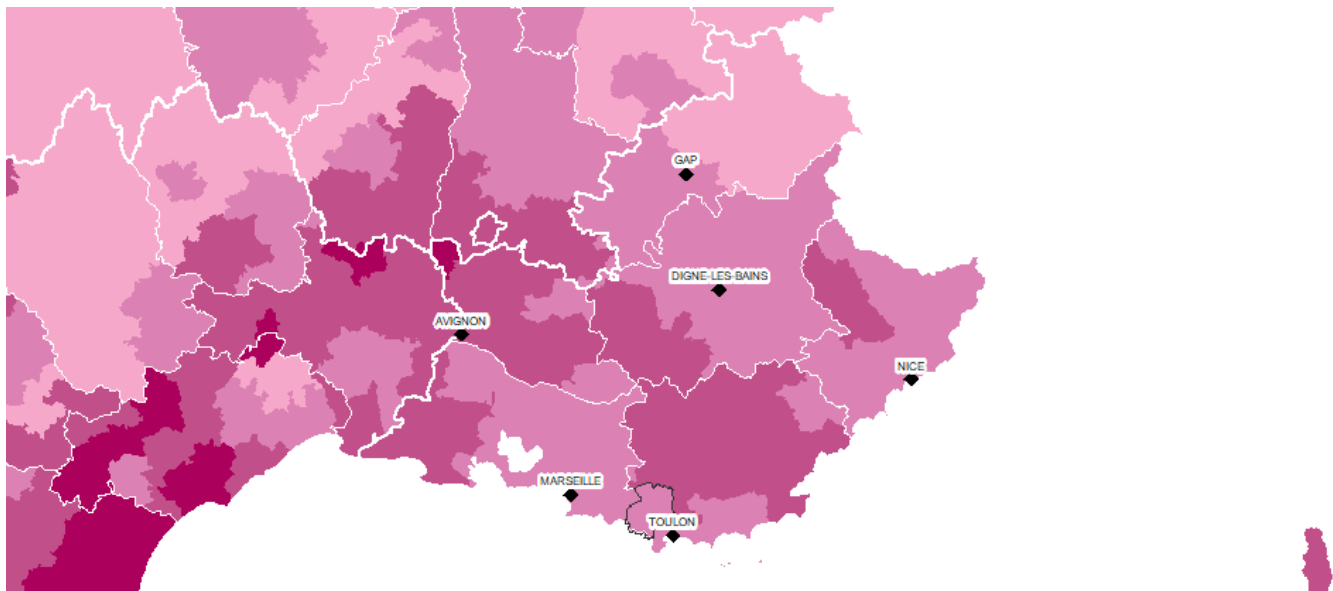 GAP
DIGNE-LES-BAINS
AVIGNON
NICE
MARSEILLE
TOULON